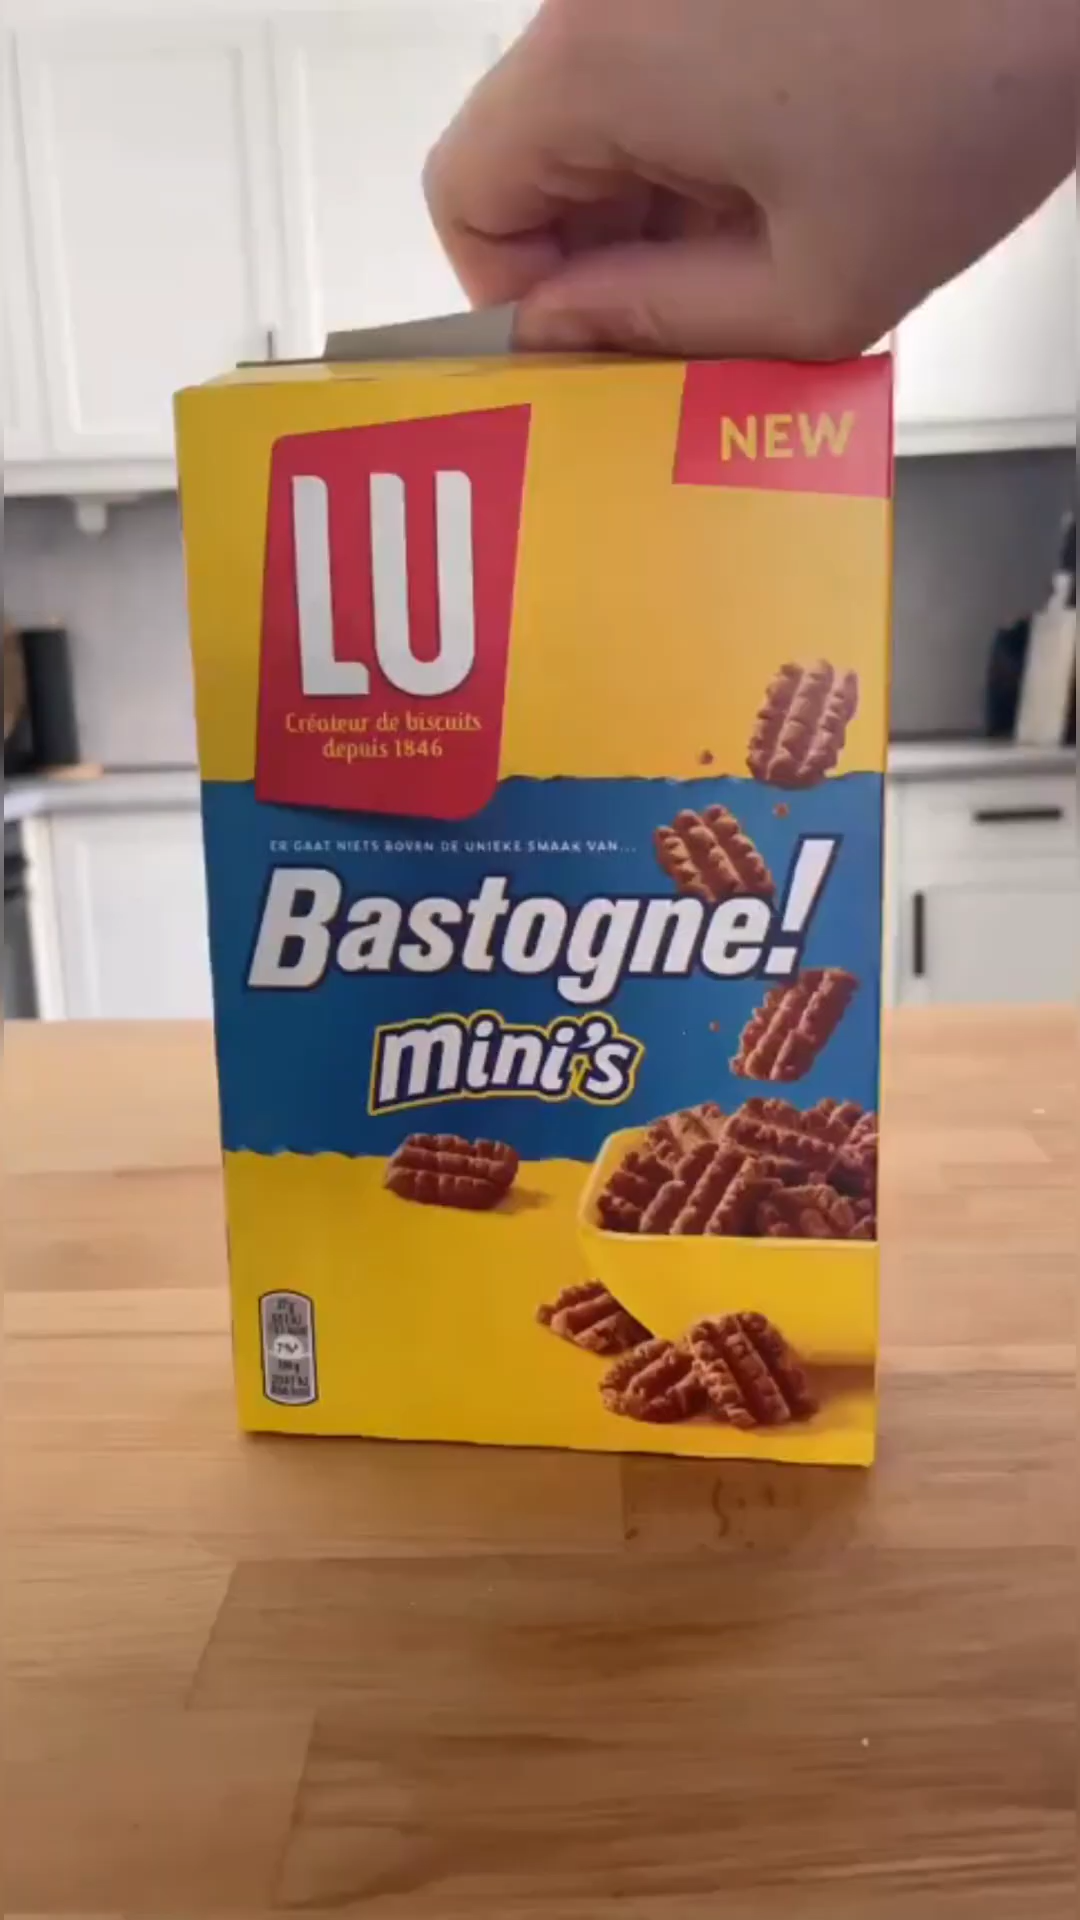 NEW
LU
Créateur de biscuits
depuis 1846
ER GAAT NIETS BOVEN DE UNIEKE SMAAK VAN...
Bastogne!
mini's